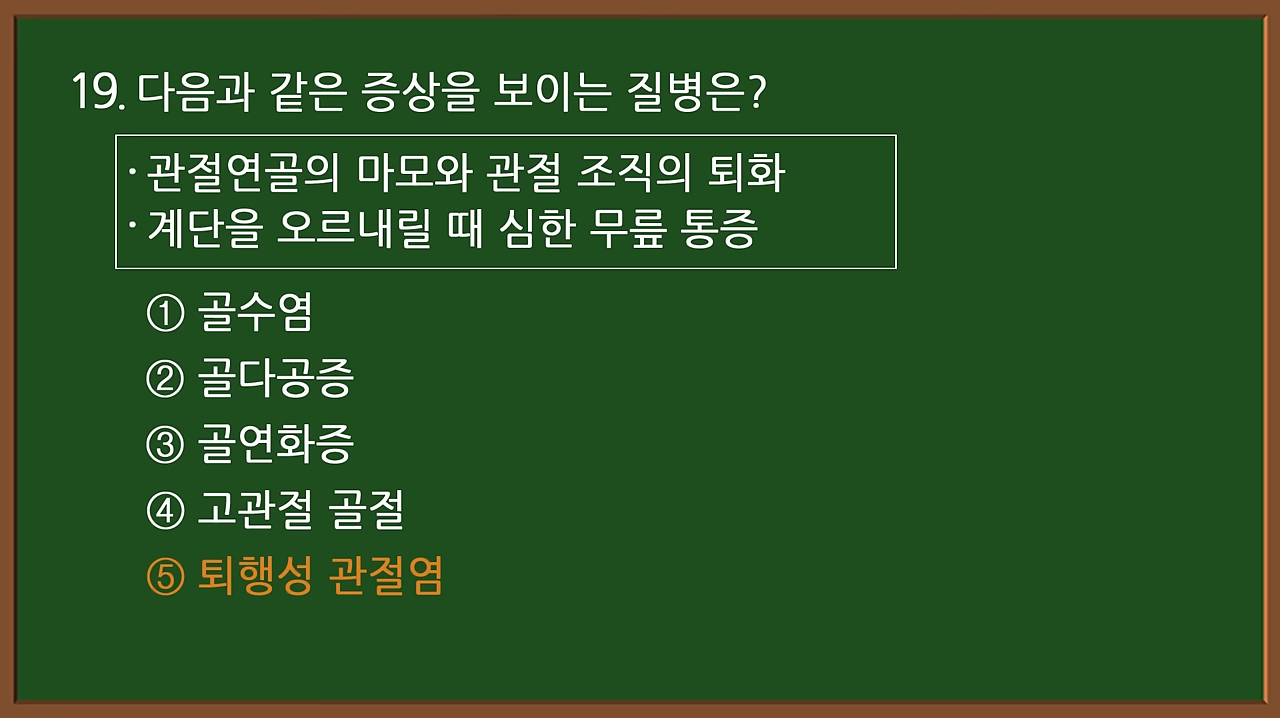 19. 다음과 같은 증상을 보이는 질병은?
· 관절연골의 마모와 관절 조직의 퇴화
· 계단을 오르내릴 때 심한 무릎 통증
① 골수염
② 골다공증
③ 골연화증
④ 고관절 골절
⑤ 퇴행성 관절염